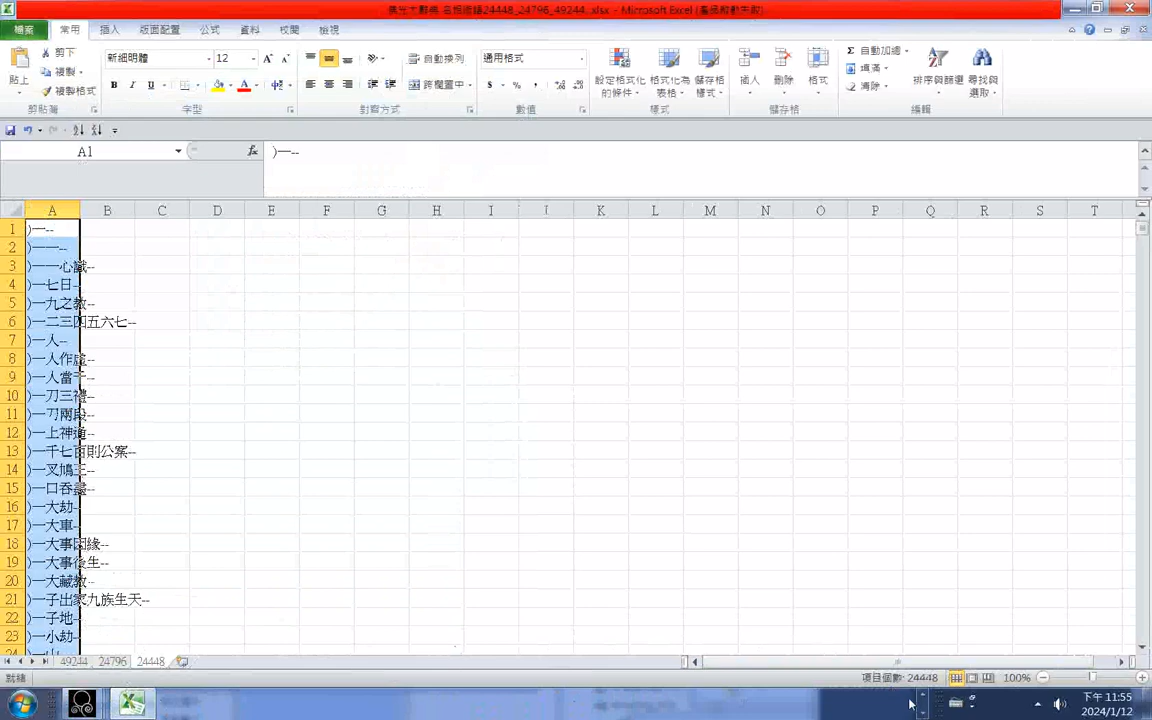 佛光大辭典 名相逐鍵24448_24796_49244 .xlsx - Microsoft Excel (產品啟動失敗)
檔案 常用 插入 版面配置 公式 資料 校閱 檢視
貼上 剪下 複製 複製格式 剪貼簿
新細明體 12 B I U 字型
自動換列 跨欄置中 對齊方式
通用格式 $ % , 數值
設定格式化的條件 格式化為表格 儲存格樣式 樣式
插入 刪除 格式 儲存格
Σ 自動加總 填滿 清除 排序與篩選 尋找與選取 編輯
A1 fx )一--
A B C D E F G H I I K L M N O P Q R S T
1 )一--
2 )一一--
3 )一一心識--
4 )一七日--
5 )一九之教--
6 )一二三四五六七--
7 )一人--
8 )一人作虛--
9 )一人當千--
10 )一刀三禮--
11 )一刀兩段--
12 )一上神通--
13 )一千七百則公案--
14 )一叉鳩王--
15 )一口吞盡--
16 )一大劫--
17 )一大車--
18 )一大事因緣--
19 )一大事後生--
20 )一大藏教--
21 )一子出家九族生天--
22 )一子地--
23 )一小劫--
24 )一山
49244 24796 24448
就緒 項目個數: 24448 100%
下午 11:55
2024/1/12